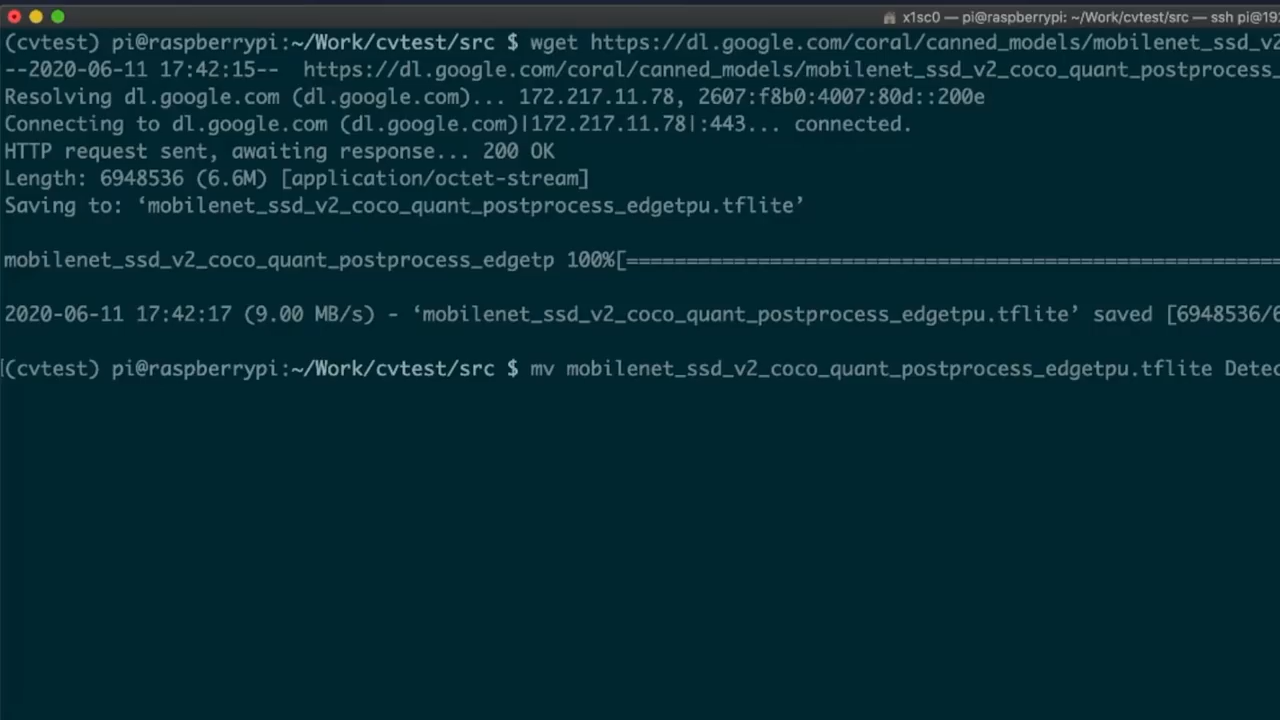 x1sc0 — pi@raspberrypi: ~/Work/cvtest/src — ssh pi@19
(cvtest) pi@raspberrypi:~/Work/cvtest/src $ wget https://dl.google.com/coral/canned_models/mobilenet_ssd_v2
--2020-06-11 17:42:15--  https://dl.google.com/coral/canned_models/mobilenet_ssd_v2_coco_quant_postprocess_
Resolving dl.google.com (dl.google.com)... 172.217.11.78, 2607:f8b0:4007:80d::200e
Connecting to dl.google.com (dl.google.com)|172.217.11.78|:443... connected.
HTTP request sent, awaiting response... 200 OK
Length: 6948536 (6.6M) [application/octet-stream]
Saving to: ‘mobilenet_ssd_v2_coco_quant_postprocess_edgetpu.tflite’
mobilenet_ssd_v2_coco_quant_postprocess_edgetp 100%[=======================================================
2020-06-11 17:42:17 (9.00 MB/s) - ‘mobilenet_ssd_v2_coco_quant_postprocess_edgetpu.tflite’ saved [6948536/6
(cvtest) pi@raspberrypi:~/Work/cvtest/src $ mv mobilenet_ssd_v2_coco_quant_postprocess_edgetpu.tflite Detec